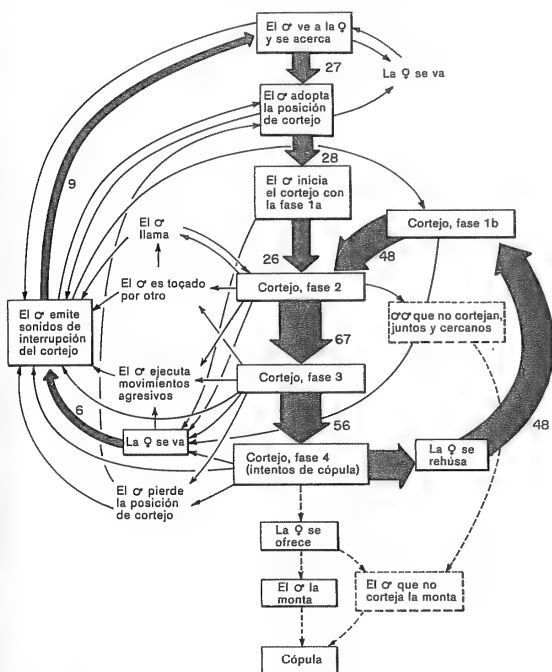 El ♂ ve a la ♀
y se acerca
27
La ♀ se va
El ♂ adopta
la posición
de cortejo
28
9
El ♂ inicia
el cortejo con
la fase 1a
El ♂
llama
Cortejo, fase 1b
26
48
El ♂ es tocado
por otro
Cortejo, fase 2
El ♂ emite
sonidos de
interrupción
del cortejo
♂♂ que no cortejan,
juntos y cercanos
67
El ♂ ejecuta
movimientos
agresivos
Cortejo, fase 3
6
56
48
La ♀ se va
Cortejo, fase 4
(intentos de cópula)
La ♀ se
rehúsa
El ♂ pierde
la posición
de cortejo
La ♀ se
ofrece
El ♂ la
monta
El ♂ que no
corteja la monta
Cópula